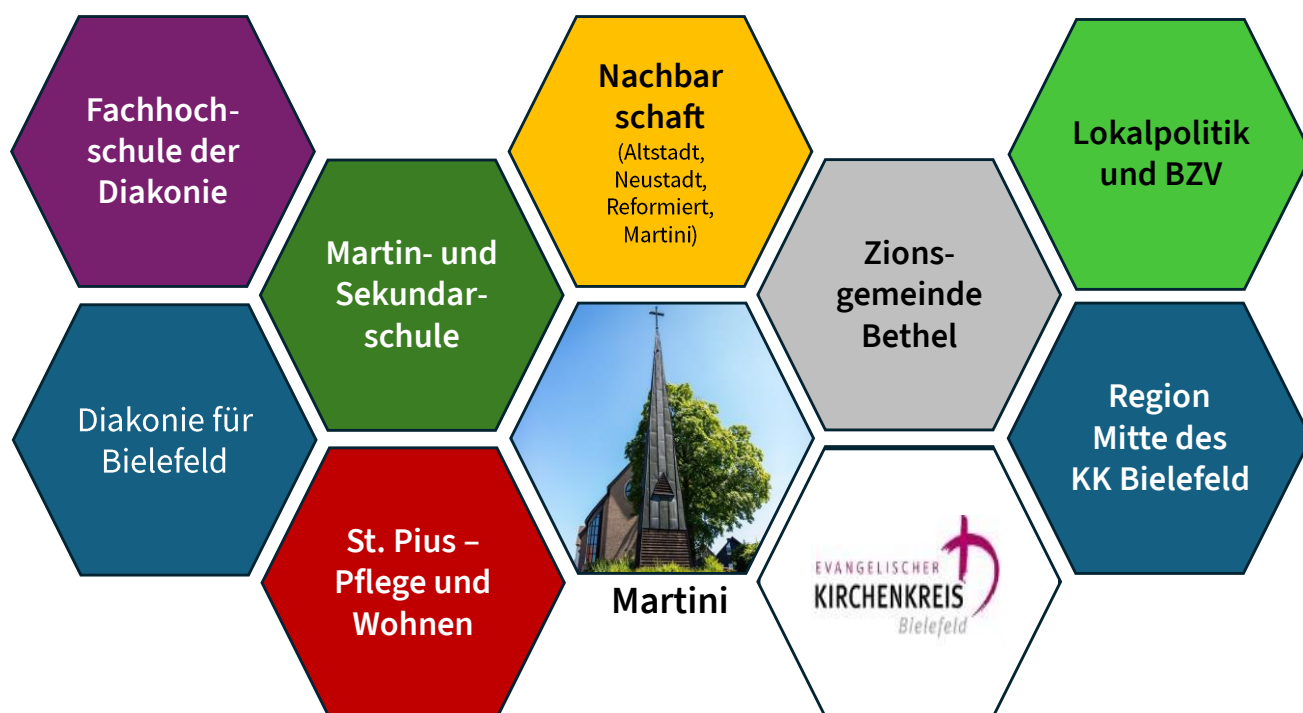 Fachhoch-
schule der
Diakonie
Nachbar
schaft
(Altstadt,
Neustadt,
Reformiert,
Martini)
Lokalpolitik
und BZV
Martin- und
Sekundar-
schule
Zions-
gemeinde
Bethel
Diakonie für
Bielefeld
Region
Mitte des
KK Bielefeld
St. Pius –
Pflege und
Wohnen
Martini
EVANGELISCHER
KIRCHENKREIS
Bielefeld